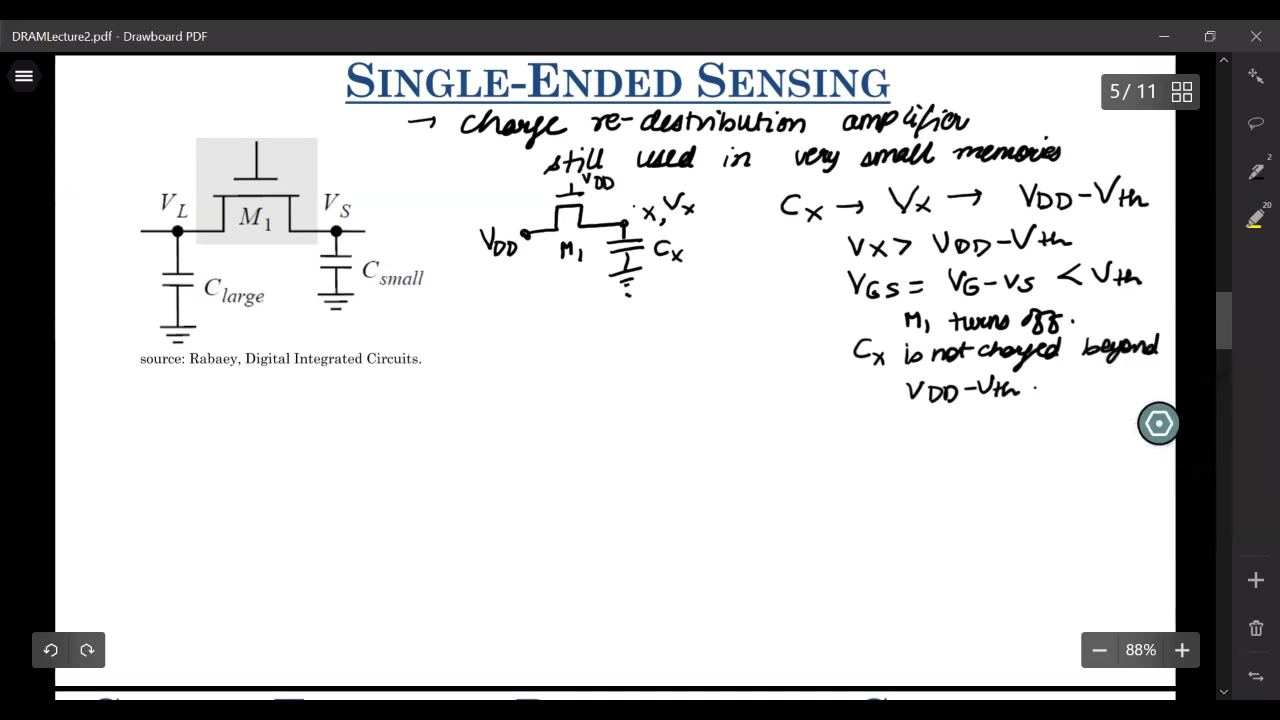 DRAMLecture2.pdf - Drawboard PDF
SINGLE-ENDED SENSING
5 / 11
→ charge re-distribution amplifier
still used in very small memories
VL
M1
VS
Clarge
Csmall
source: Rabaey, Digital Integrated Circuits.
VDD
x, Vx
VDD
M1
Cx
Cx → Vx → VDD-Vth
Vx > VDD-Vth
VGS = VG-VS < Vth
M1 turns off.
Cx is not charged beyond
VDD-Vth.
2
20
88%